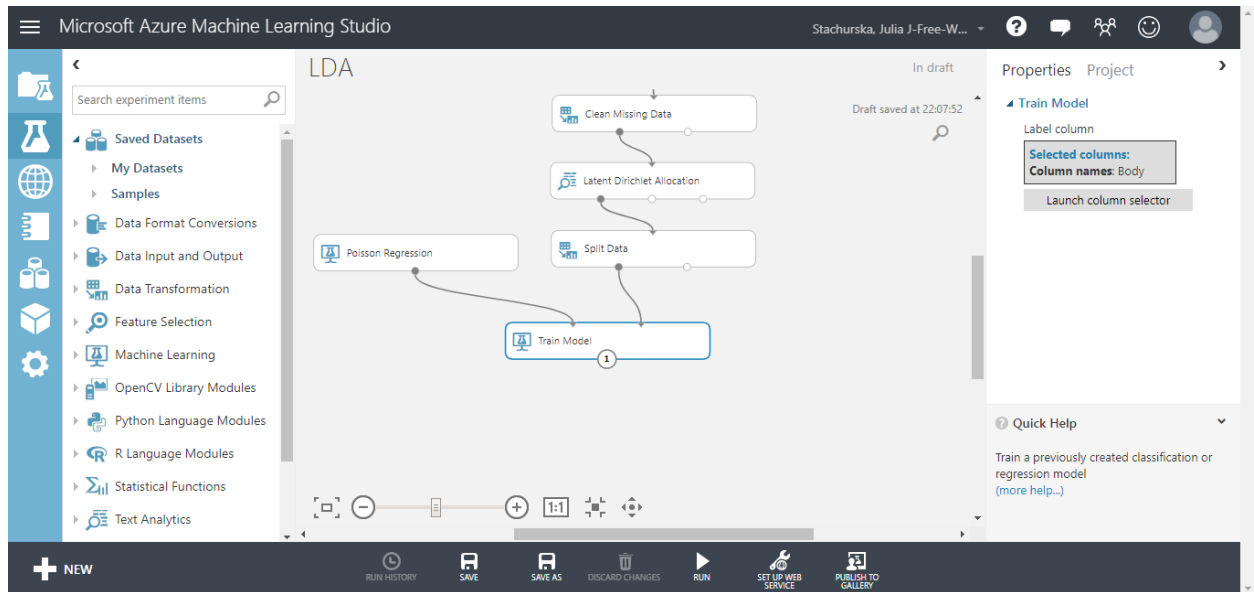 Microsoft Azure Machine Learning Studio
Stachurska, Julia J-Free-W...
Search experiment items
Saved Datasets
My Datasets
Samples
Data Format Conversions
Data Input and Output
Data Transformation
Feature Selection
Machine Learning
OpenCV Library Modules
Python Language Modules
R Language Modules
Statistical Functions
Text Analytics
LDA
In draft
Draft saved at 22:07:52
Clean Missing Data
Latent Dirichlet Allocation
Split Data
Poisson Regression
Train Model
1
1:1
Properties Project
Train Model
Label column
Selected columns:
Column names: Body
Launch column selector
Quick Help
Train a previously created classification or
regression model
(more help...)
NEW
RUN HISTORY
SAVE
SAVE AS
DISCARD CHANGES
RUN
SET UP WEB
SERVICE
PUBLISH TO
GALLERY